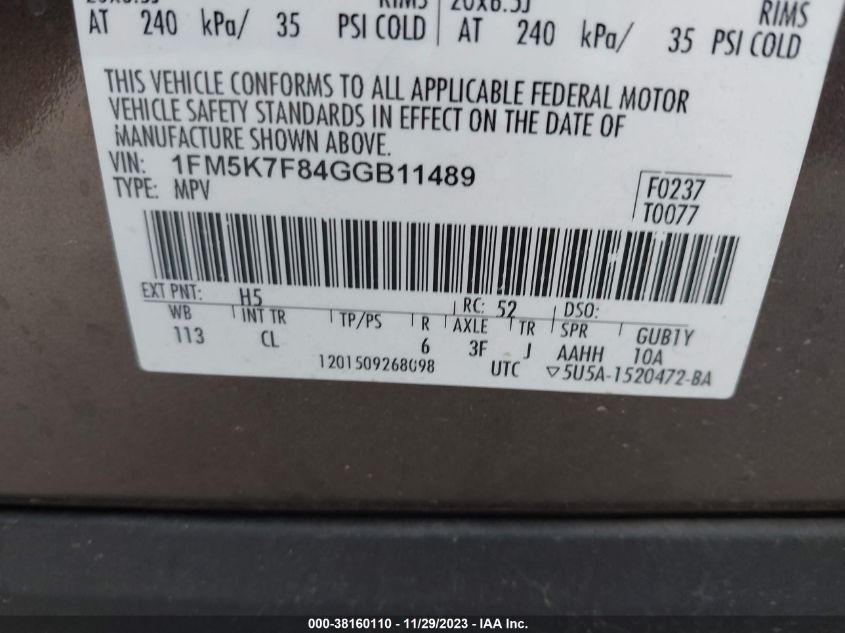 RIMS RIMS
AT 240 kPa/ 35 PSI COLD AT 240 kPa/ 35 PSI COLD
THIS VEHICLE CONFORMS TO ALL APPLICABLE FEDERAL MOTOR
VEHICLE SAFETY STANDARDS IN EFFECT ON THE DATE OF
MANUFACTURE SHOWN ABOVE.
VIN: 1FM5K7F84GGB11489
TYPE: MPV
F0237
T0077
EXT PNT: H5 RC: 52 DSO:
WB INT TR TP/PS R AXLE TR SPR GUB1Y
113 CL 6 3F J AAHH 10A
1201509268098 UTC ▽5U5A-1520472-BA
000-38160110 - 11/29/2023 - IAA Inc.